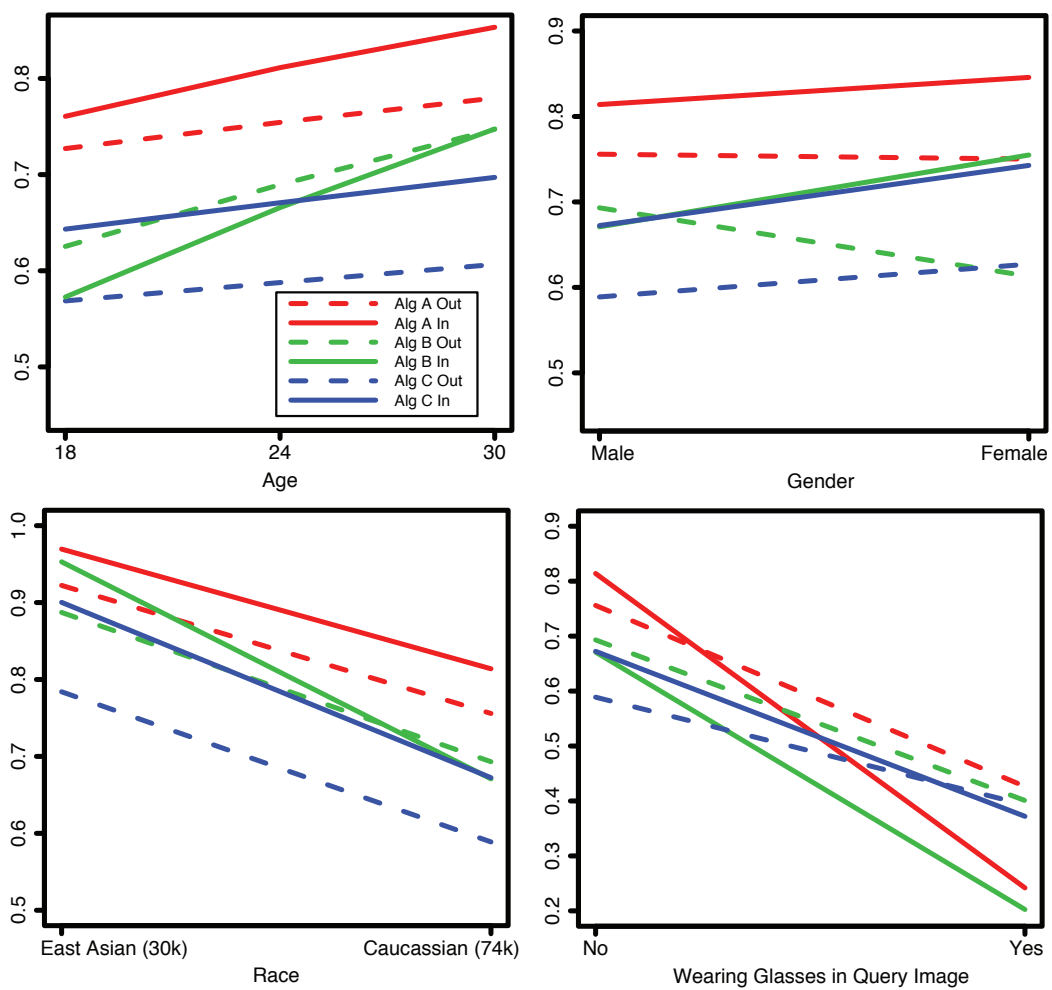 0.8
0.7
0.6
0.5
Alg A Out
Alg A In
Alg B Out
Alg B In
Alg C Out
Alg C In
18
24
30
Age
0.9
0.8
0.7
0.6
0.5
Male
Female
Gender
1.0
0.9
0.8
0.7
0.6
0.5
East Asian (30k)
Caucassian (74k)
Race
0.9
0.8
0.7
0.6
0.5
0.4
0.3
0.2
No
Yes
Wearing Glasses in Query Image